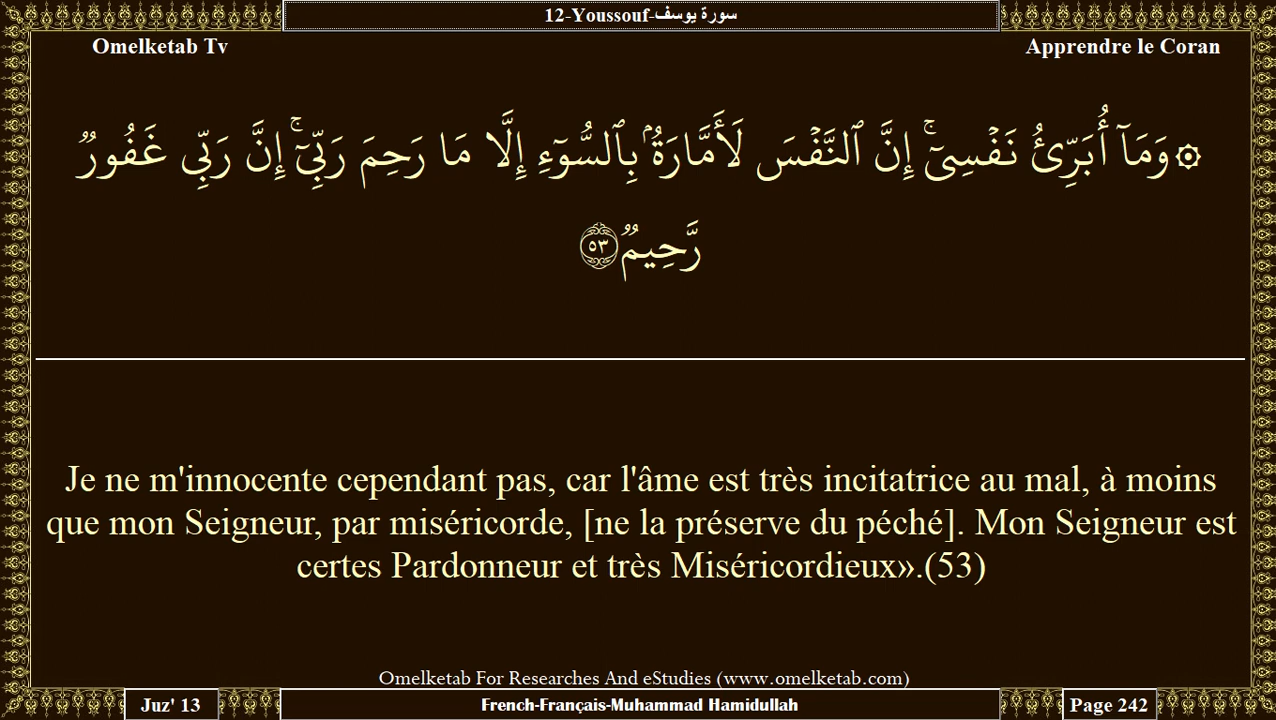 12-Youssouf-سورة يوسف
Omelketab Tv
Apprendre le Coran
۞ وَمَآ أُبَرِّئُ نَفۡسِيٓۚ إِنَّ ٱلنَّفۡسَ لَأَمَّارَةُۢ بِٱلسُّوٓءِ إِلَّا مَا رَحِمَ رَبِّيٓۚ إِنَّ رَبِّي غَفُورٞ
رَّحِيمٞ ٥٣
Je ne m'innocente cependant pas, car l'âme est très incitatrice au mal, à moins
que mon Seigneur, par miséricorde, [ne la préserve du péché]. Mon Seigneur est
certes Pardonneur et très Miséricordieux».(53)
Omelketab For Researches And eStudies (www.omelketab.com)
Juz' 13
French-Français-Muhammad Hamidullah
Page 242